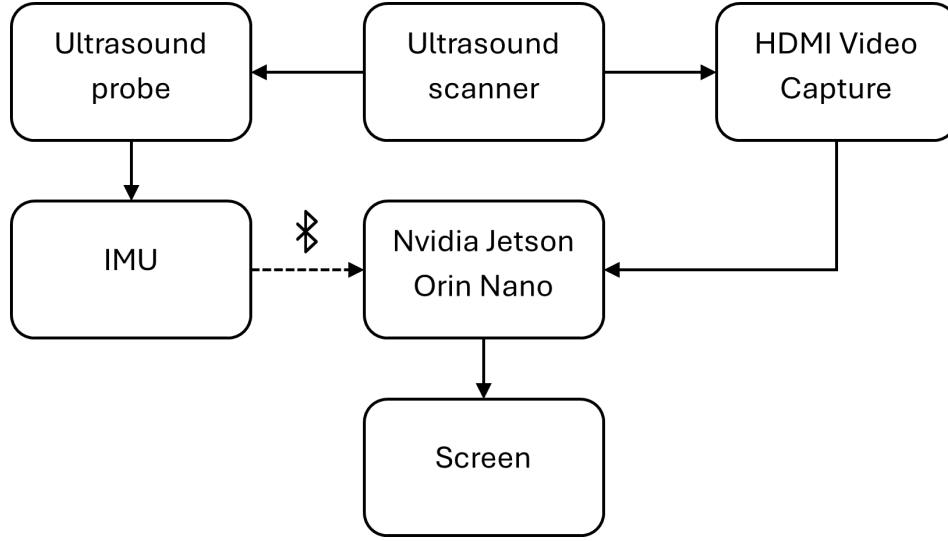 Ultrasound
probe
Ultrasound
scanner
HDMI Video
Capture
IMU
Nvidia Jetson
Orin Nano
Screen